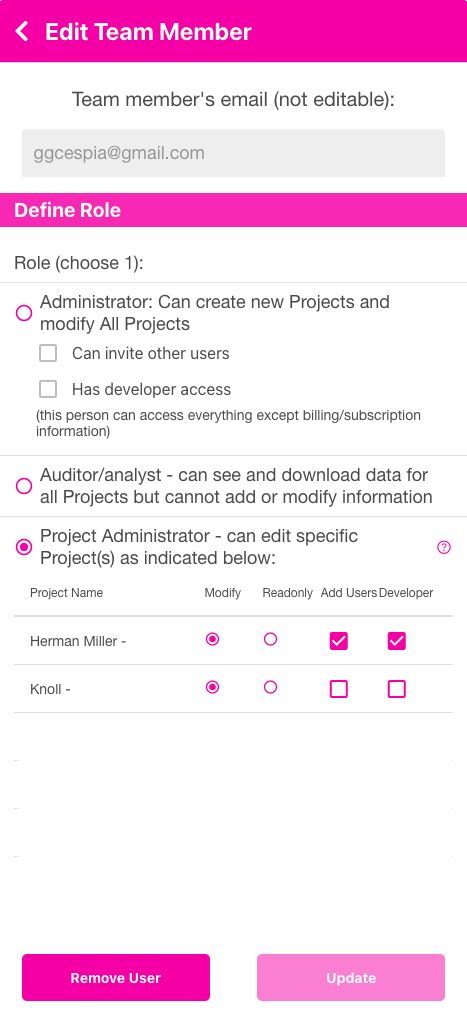 Edit Team Member
Team member's email (not editable):
ggcespia@gmail.com
Define Role
Role (choose 1):
Administrator: Can create new Projects and
modify All Projects
Can invite other users
Has developer access
(this person can access everything except billing/subscription
information)
Auditor/analyst - can see and download data for
all Projects but cannot add or modify information
Project Administrator - can edit specific
Project(s) as indicated below:
?
Project Name Modify Readonly Add Users Developer
Herman Miller -
Knoll -
Remove User Update